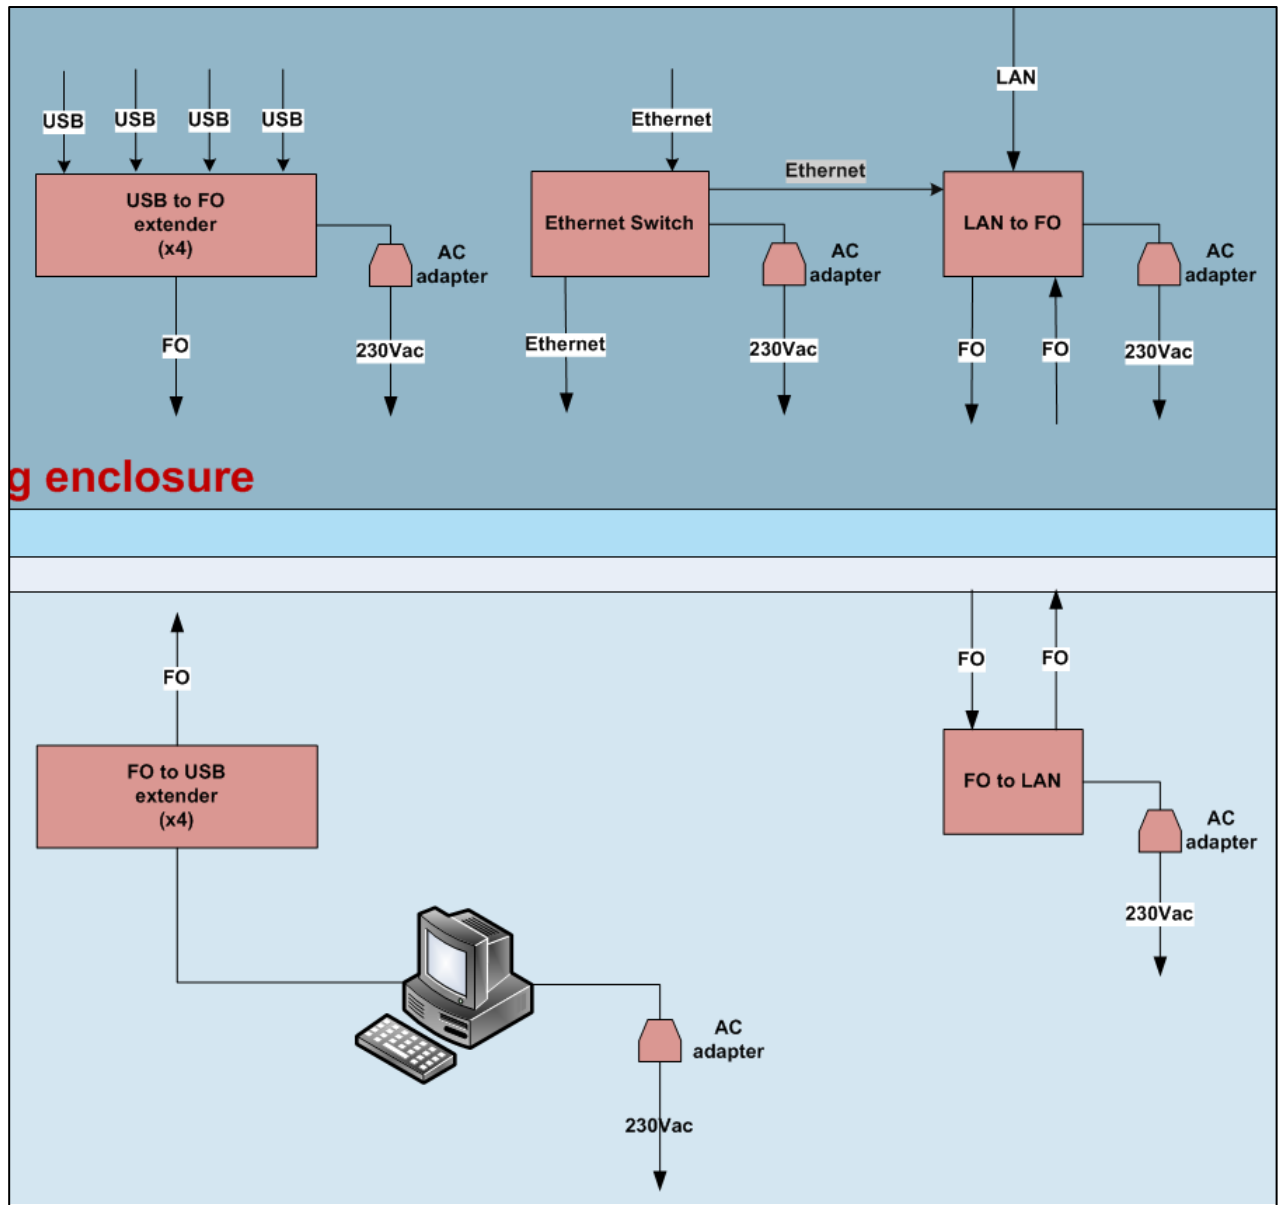 LAN
USB
USB
USB
USB
Ethernet
Ethernet
USB to FO
extender
(x4)
AC
adapter
Ethernet Switch
AC
adapter
LAN to FO
AC
adapter
FO
230Vac
Ethernet
230Vac
FO
FO
230Vac
g enclosure
FO
FO
FO
FO to USB
extender
(x4)
FO to LAN
AC
adapter
230Vac
AC
adapter
230Vac